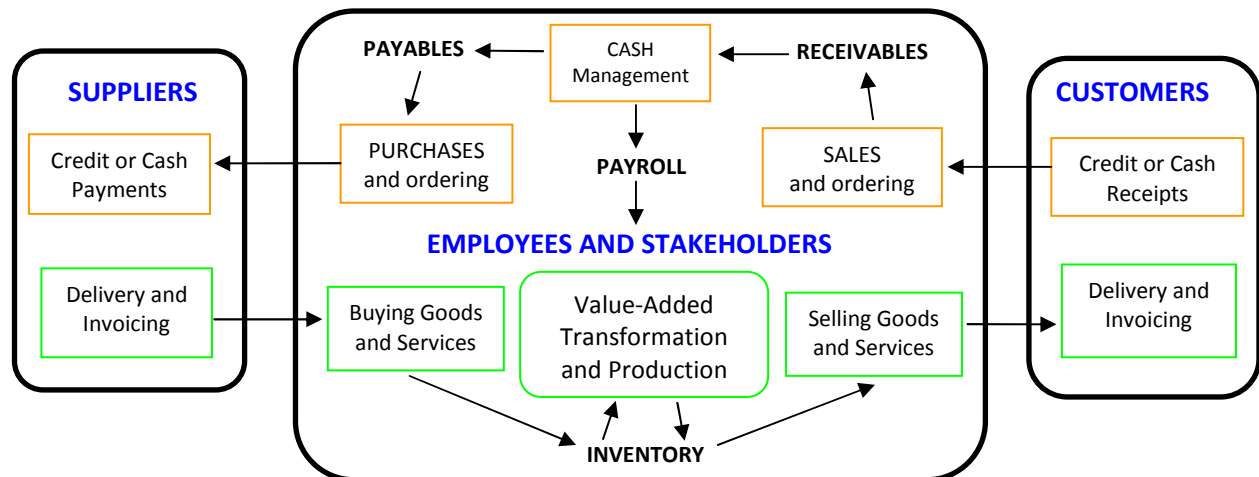 SUPPLIERS
Credit or Cash
Payments
Delivery and
Invoicing
PAYABLES
CASH
Management
RECEIVABLES
PURCHASES
and ordering
PAYROLL
SALES
and ordering
EMPLOYEES AND STAKEHOLDERS
Buying Goods
and Services
Value-Added
Transformation
and Production
Selling Goods
and Services
INVENTORY
CUSTOMERS
Credit or Cash
Receipts
Delivery and
Invoicing